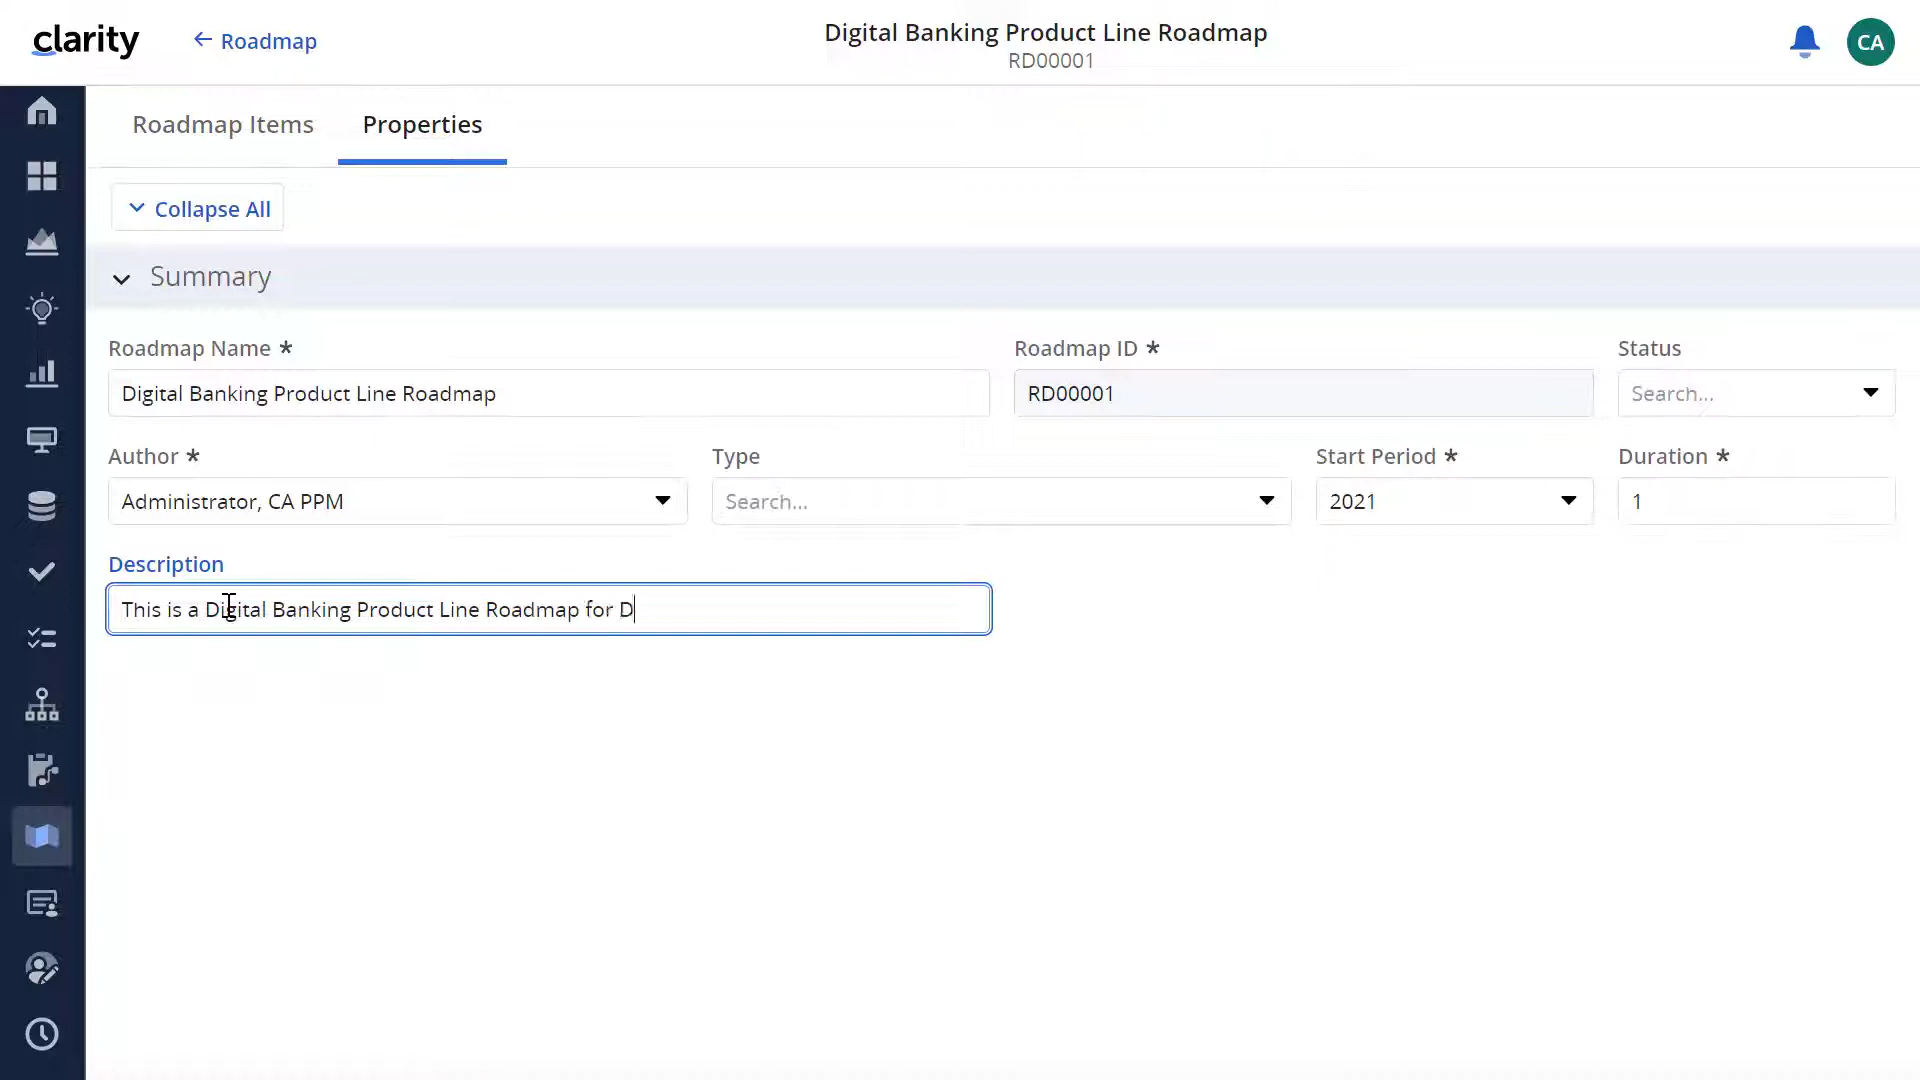 clarity
Roadmap
Digital Banking Product Line Roadmap
RD00001
CA
Roadmap Items
Properties
Collapse All
Summary
Roadmap Name *
Roadmap ID *
Status
Digital Banking Product Line Roadmap
RD00001
Search...
Author *
Type
Start Period *
Duration *
Administrator, CA PPM
Search...
2021
1
Description
This is a Digital Banking Product Line Roadmap for D